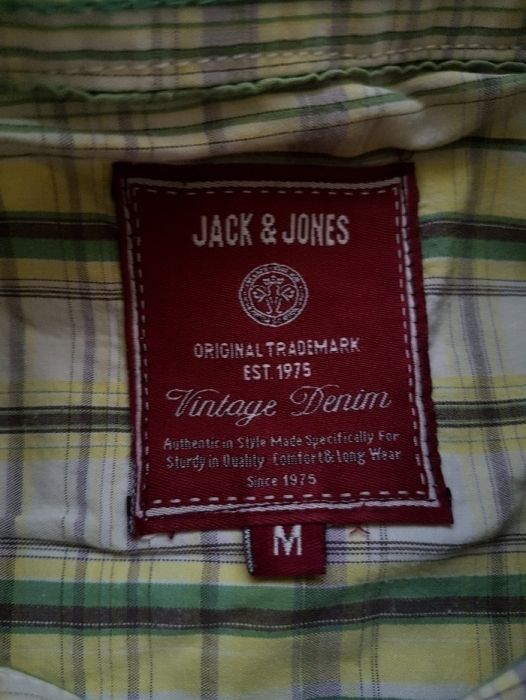 JACK & JONES
ORIGINAL TRADEMARK
EST. 1975
Vintage Denim
Authentic in Style Made Specifically For
Sturdy in Quality - Comfort & Long Wear
Since 1975
M